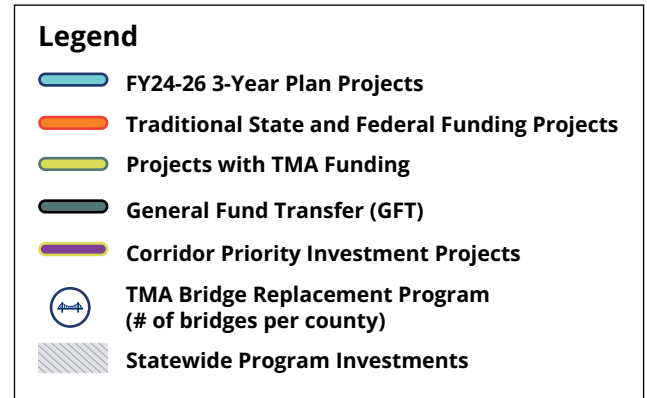 Legend
FY24-26 3-Year Plan Projects
Traditional State and Federal Funding Projects
Projects with TMA Funding
General Fund Transfer (GFT)
Corridor Priority Investment Projects
TMA Bridge Replacement Program
(# of bridges per county)
Statewide Program Investments